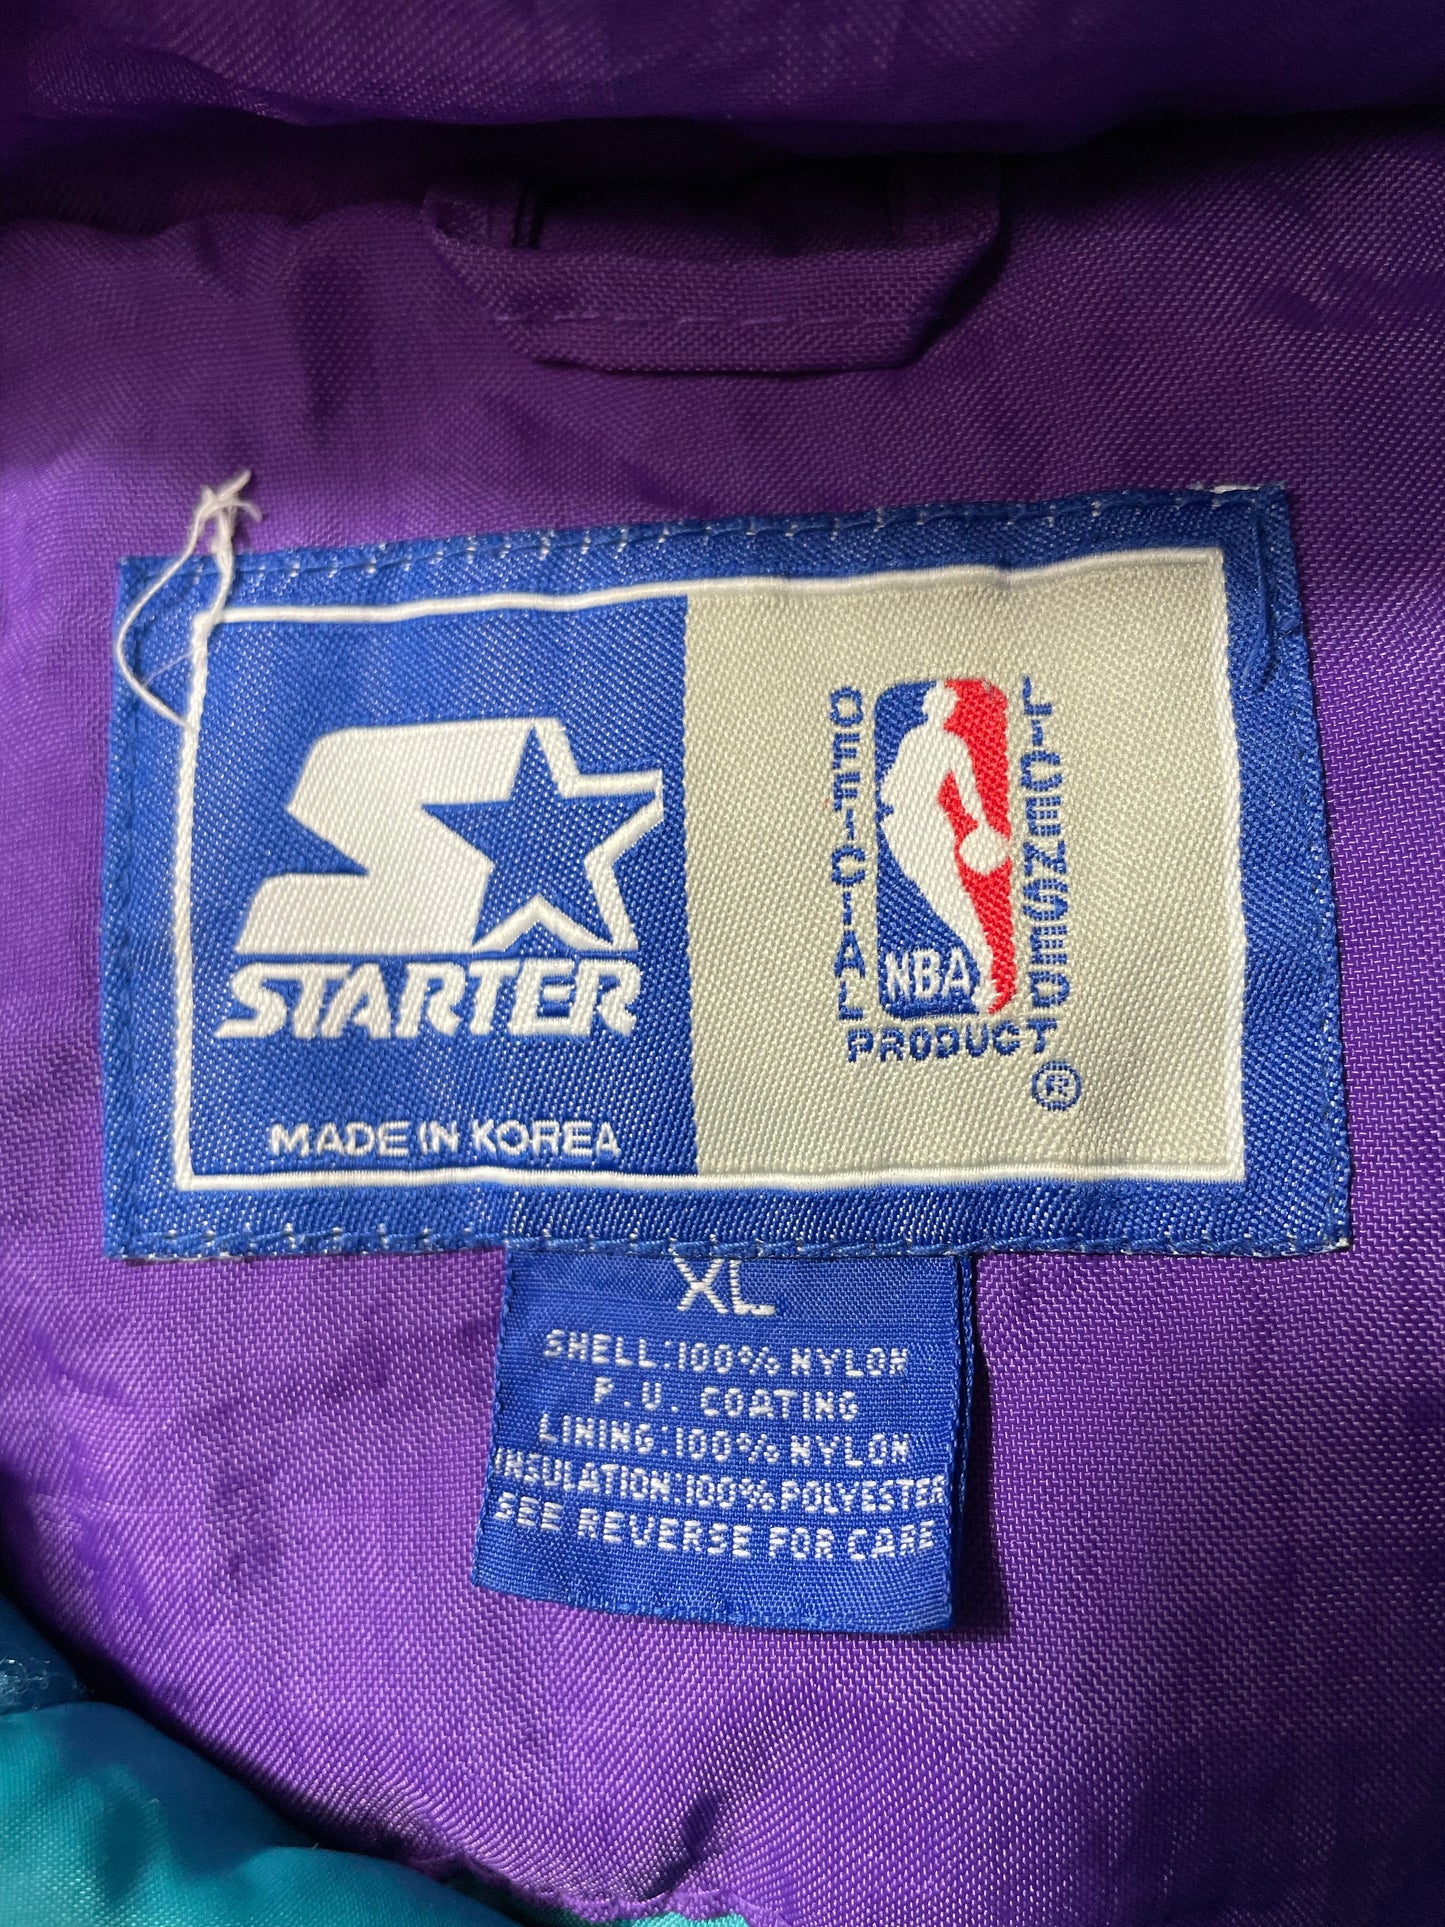 STARTER
MADE IN KOREA
OFFICIAL
LICENSED
NBA
PRODUCT ®
XL
SHELL:100% NYLON
P.U. COATING
LINING:100% NYLON
INSULATION:100% POLYESTER
SEE REVERSE FOR CARE